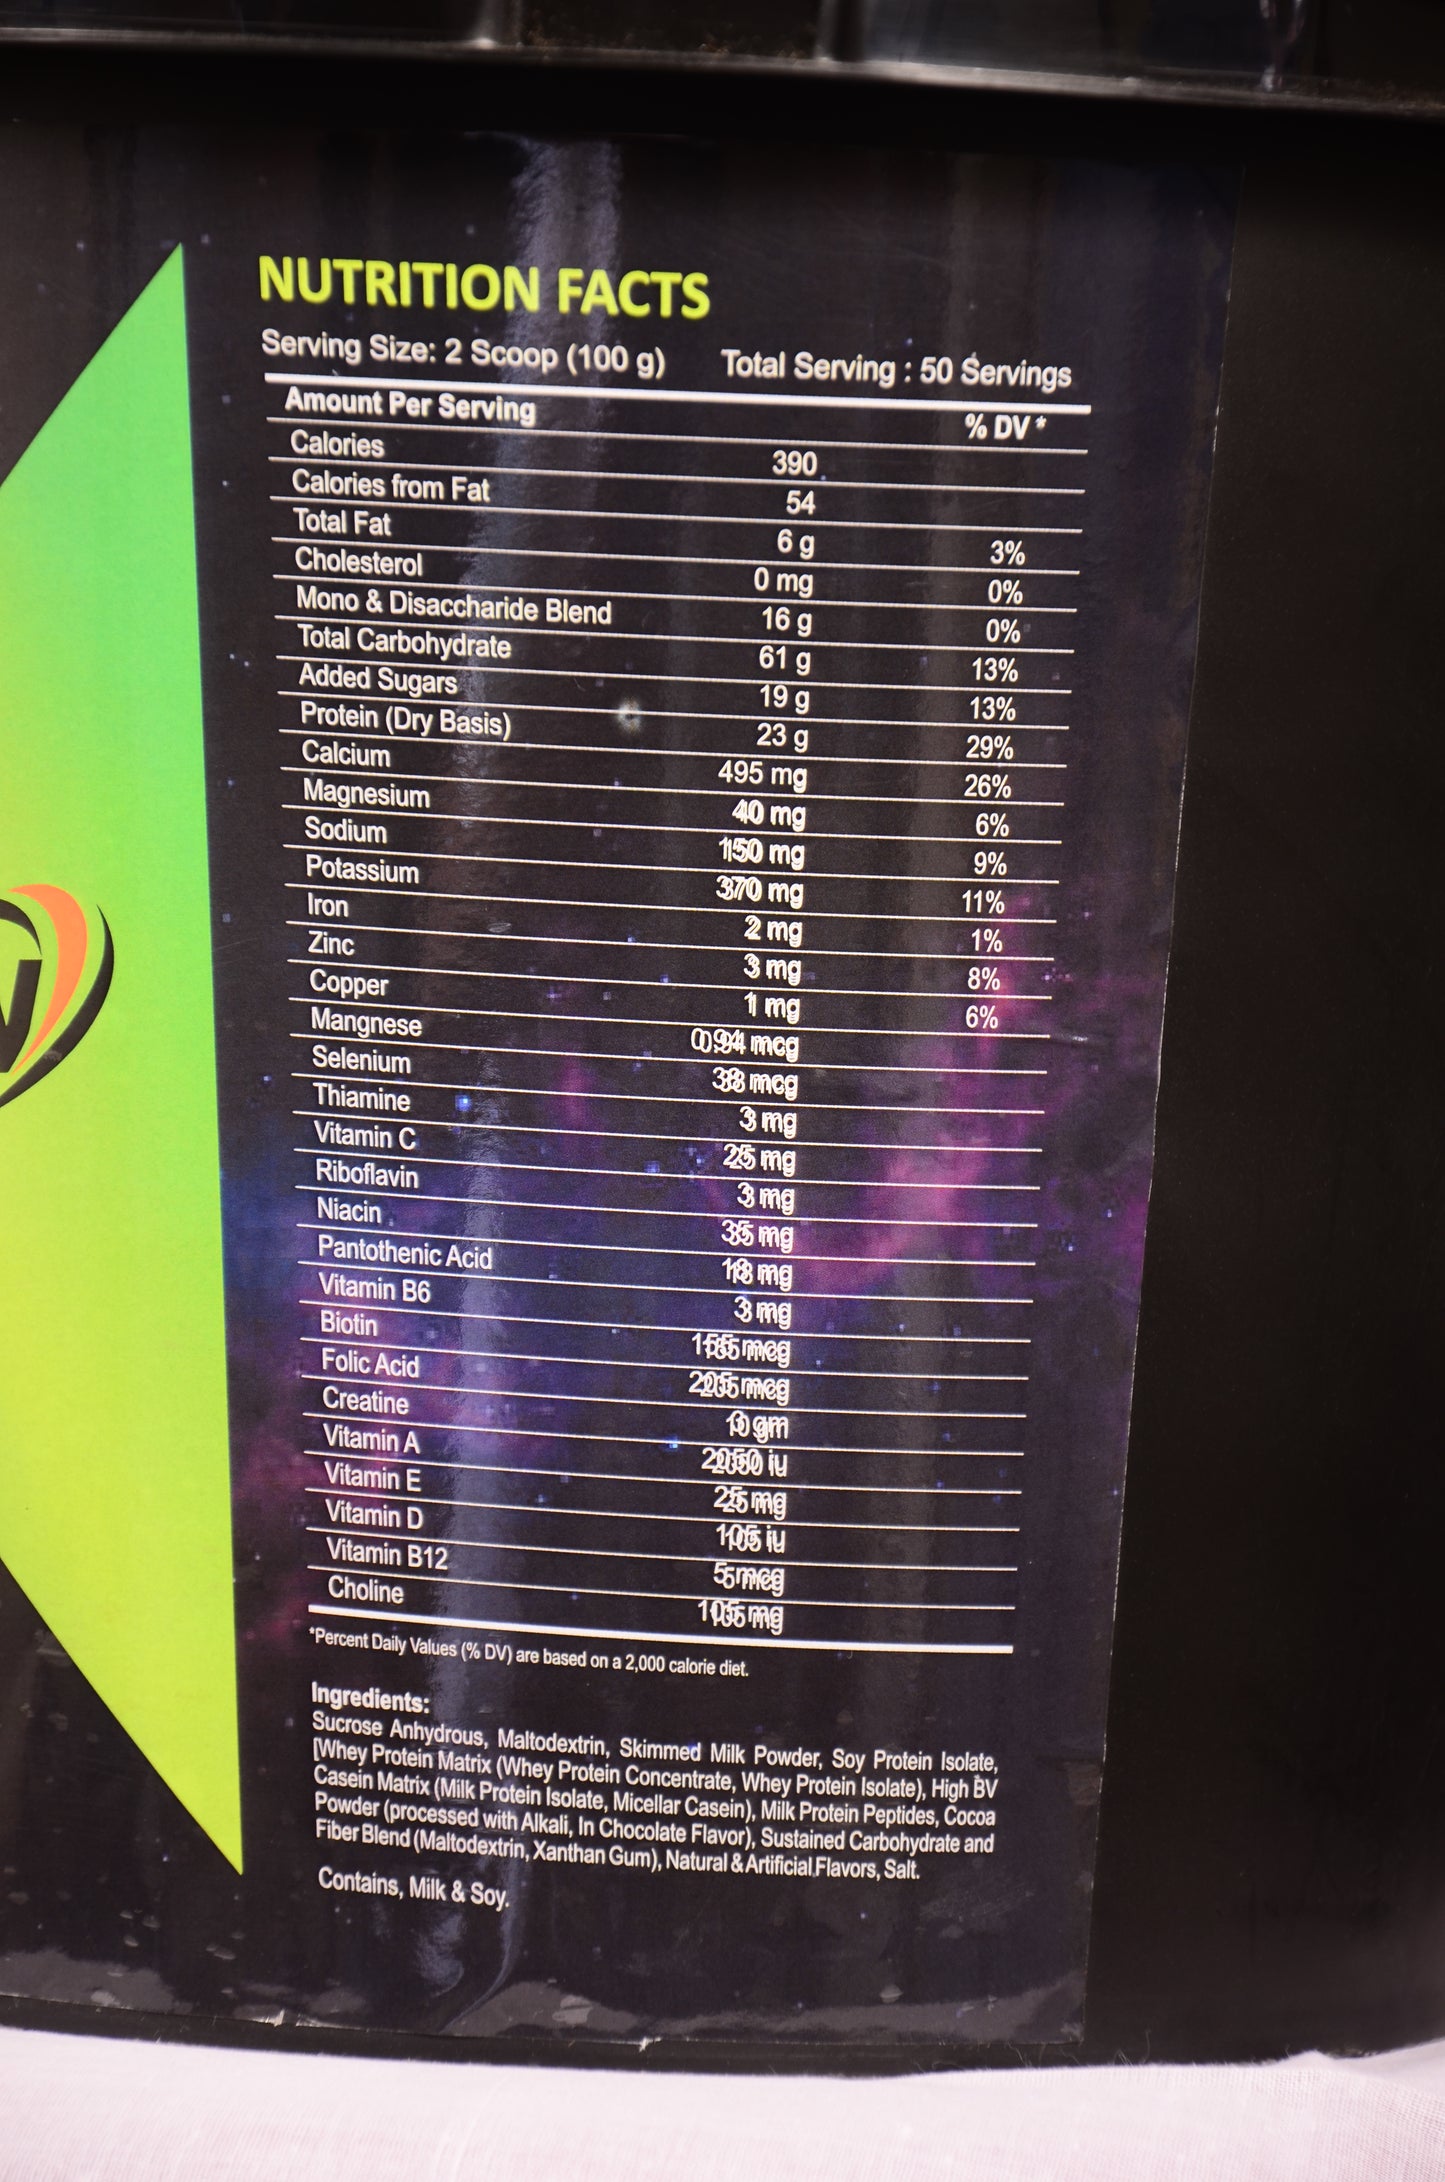 NUTRITION FACTS
Serving Size: 2 Scoop (100 g) Total Serving : 50 Servings
Amount Per Serving % DV *
Calories 390
Calories from Fat 54
Total Fat 6 g 3%
Cholesterol 0 mg 0%
Mono & Disaccharide Blend 16 g 0%
Total Carbohydrate 61 g 13%
Added Sugars 19 g 13%
Protein (Dry Basis) 23 g 29%
Calcium 495 mg 26%
Magnesium 40 mg 6%
Sodium 150 mg 9%
Potassium 370 mg 11%
Iron 2 mg 1%
Zinc 3 mg 8%
Copper 1 mg 6%
Mangnese 0.94 mcg
Selenium 38 mcg
Thiamine 3 mg
Vitamin C 25 mg
Riboflavin 3 mg
Niacin 35 mg
Pantothenic Acid 18 mg
Vitamin B6 3 mg
Biotin mcg
Folic Acid mcg
Creatine gm
Vitamin A 2050 iu
Vitamin E 25 mg
Vitamin D 105 iu
Vitamin B12 5 mcg
Choline 105 mg
*Percent Daily Values (% DV) are based on a 2,000 calorie diet.
Ingredients:
Sucrose Anhydrous, Maltodextrin, Skimmed Milk Powder, Soy Protein Isolate,
[Whey Protein Matrix (Whey Protein Concentrate, Whey Protein Isolate), High BV
Casein Matrix (Milk Protein Isolate, Micellar Casein), Milk Protein Peptides, Cocoa
Powder (processed with Alkali, In Chocolate Flavor), Sustained Carbohydrate and
Fiber Blend (Maltodextrin, Xanthan Gum), Natural & Artificial Flavors, Salt.
Contains, Milk & Soy.